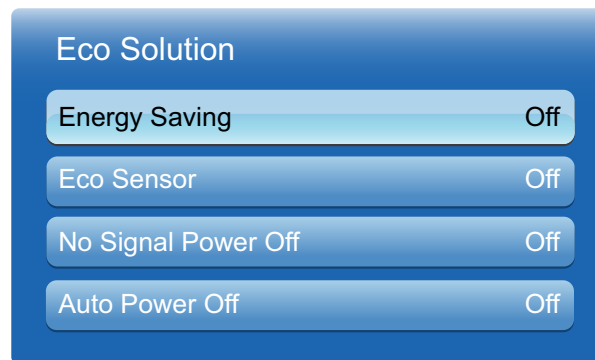 Eco Solution
Energy Saving Off
Eco Sensor Off
No Signal Power Off Off
Auto Power Off Off